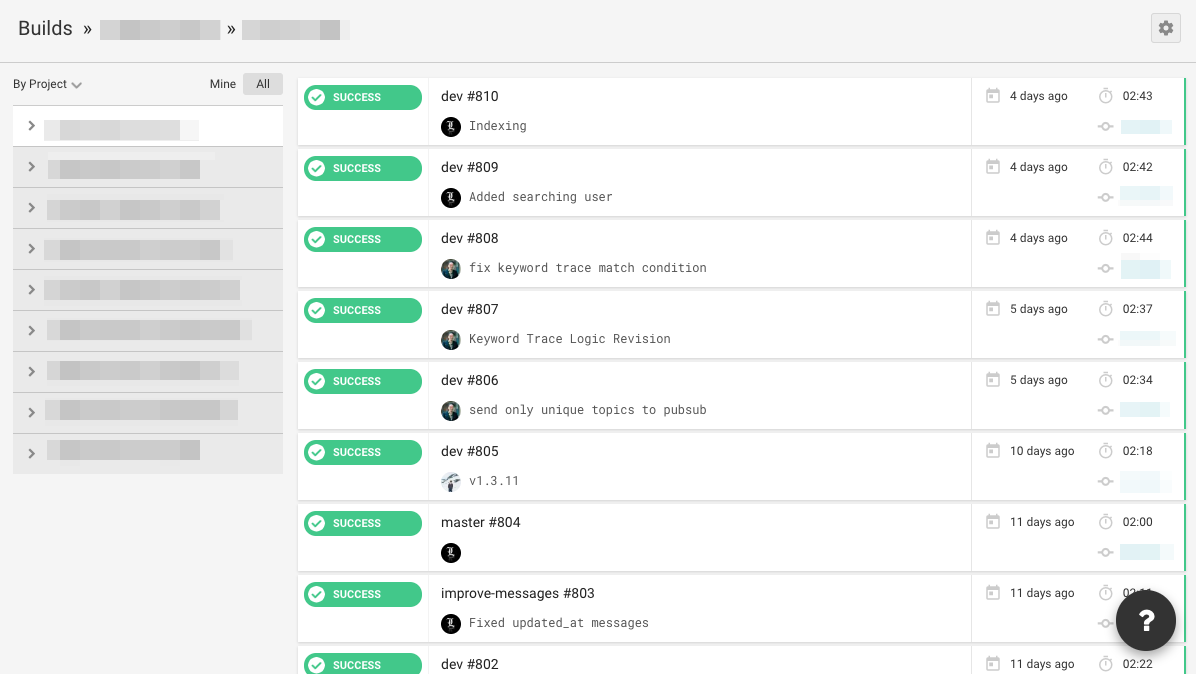 Builds » »
By Project Mine All
SUCCESS dev #810 4 days ago 02:43
Indexing
SUCCESS dev #809 4 days ago 02:42
Added searching user
SUCCESS dev #808 4 days ago 02:44
fix keyword trace match condition
SUCCESS dev #807 5 days ago 02:37
Keyword Trace Logic Revision
SUCCESS dev #806 5 days ago 02:34
send only unique topics to pubsub
SUCCESS dev #805 10 days ago 02:18
v1.3.11
SUCCESS master #804 11 days ago 02:00
SUCCESS improve-messages #803 11 days ago
Fixed updated_at messages
?
SUCCESS dev #802 11 days ago 02:22